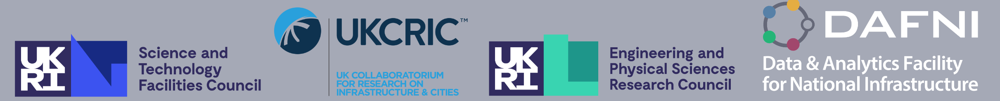 UK
RI
Science and
Technology
Facilities Council
UKCRIC™
UK COLLABORATORIUM
FOR RESEARCH ON
INFRASTRUCTURE & CITIES
UK
RI
Engineering and
Physical Sciences
Research Council
DAFNI
Data & Analytics Facility
for National Infrastructure